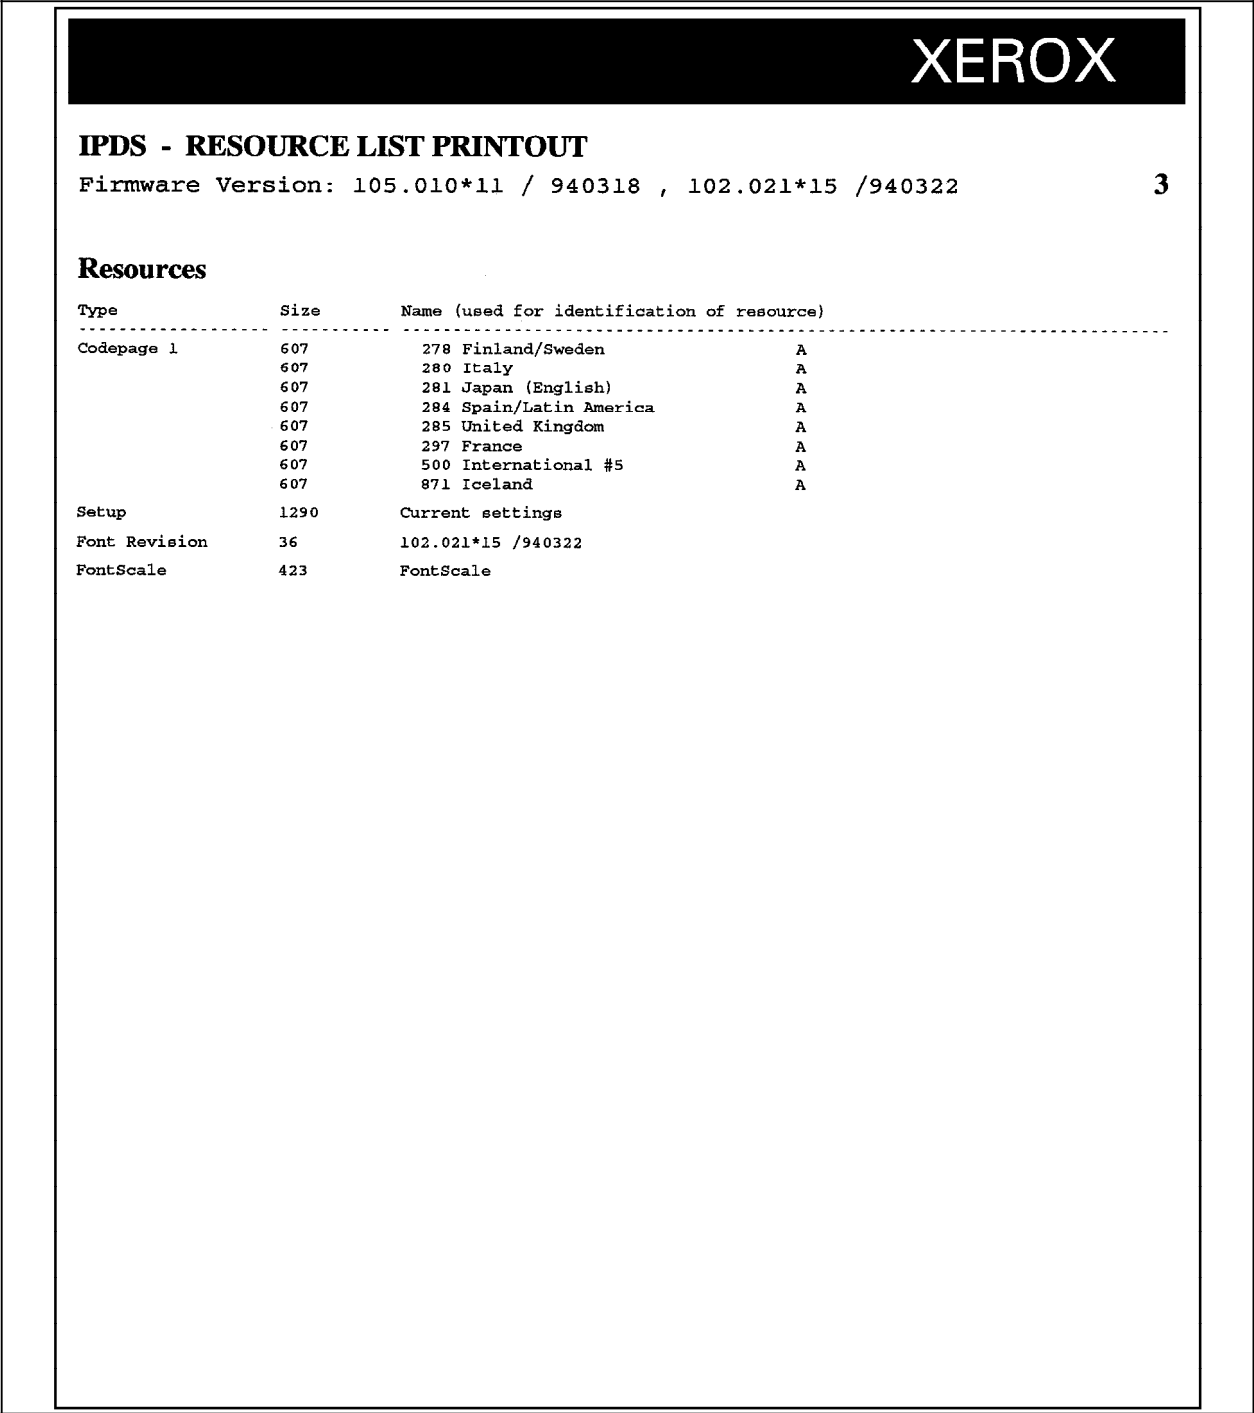 XEROX
IPDS - RESOURCE LIST PRINTOUT
Firmware Version: 105.010*11 / 940318 , 102.021*15 /940322 3
Resources
Type Size Name (used for identification of resource)
Codepage 1 607 278 Finland/Sweden A
607 280 Italy A
607 281 Japan (English) A
607 284 Spain/Latin America A
607 285 United Kingdom A
607 297 France A
607 500 International #5 A
607 871 Iceland A
Setup 1290 Current settings
Font Revision 36 102.021*15 /940322
FontScale 423 FontScale